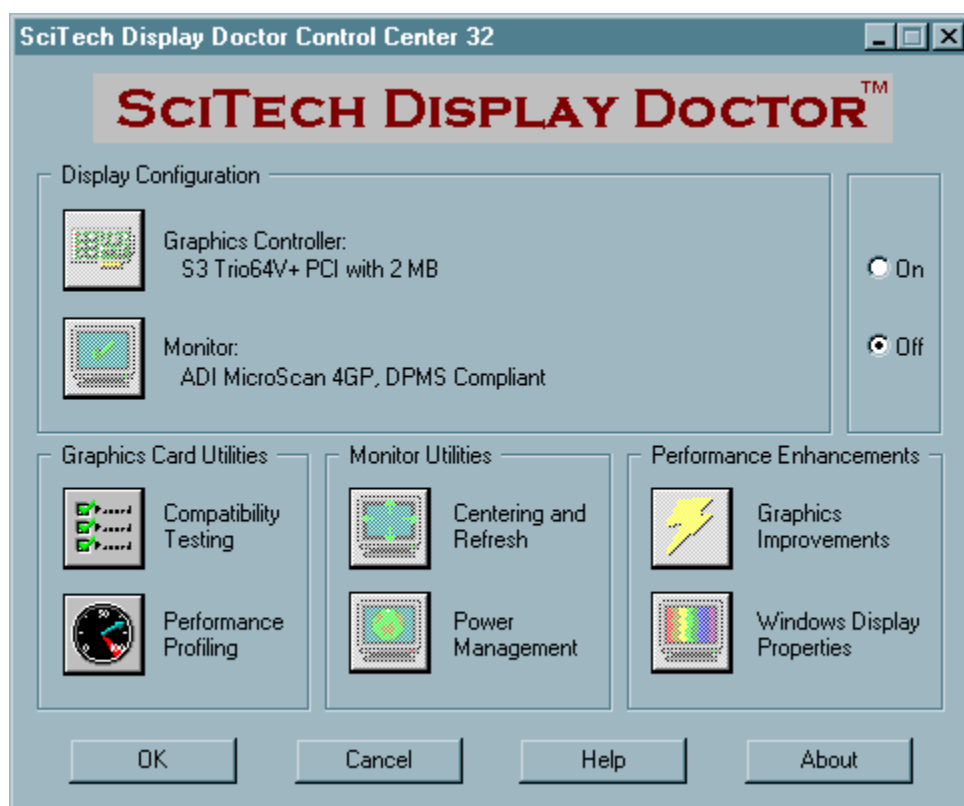 SciTech Display Doctor Control Center 32
SCITECH DISPLAY DOCTOR™
Display Configuration
Graphics Controller:
S3 Trio64V+ PCI with 2 MB
Monitor:
ADI MicroScan 4GP, DPMS Compliant
On
Off
Graphics Card Utilities
Compatibility
Testing
Performance
Profiling
Monitor Utilities
Centering and
Refresh
Power
Management
Performance Enhancements
Graphics
Improvements
Windows Display
Properties
OK
Cancel
Help
About